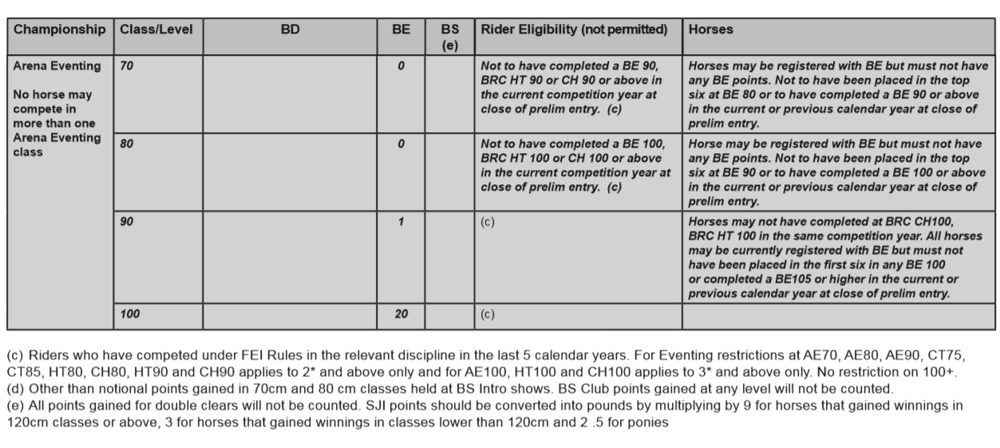 Championship Class/Level BD BE BS (e) Rider Eligibility (not permitted) Horses
Arena Eventing
No horse may
compete in
more than one
Arena Eventing
class
70 0
Not to have completed a BE 90,
BRC HT 90 or CH 90 or above in
the current competition year at
close of prelim entry. (c)
Horses may be registered with BE but must not have
any BE points. Not to have been placed in the top
six at BE 80 or to have completed a BE 90 or above
in the current or previous calendar year at close of
prelim entry.
80 0
Not to have completed a BE 100,
BRC HT 100 or CH 100 or above
in the current competition year at
close of prelim entry. (c)
Horse may be registered with BE but must not have
any BE points. Not to have been placed in the top
six at BE 90 or to have completed a BE 100 or above
in the current or previous calendar year at close of
prelim entry.
90 1 (c)
Horses may not have completed at BRC CH100,
BRC HT 100 in the same competition year. All horses
may be currently registered with BE but must not
have been placed in the first six in any BE 100
or completed a BE105 or higher in the current or
previous calendar year at close of prelim entry.
100 20 (c)
(c) Riders who have competed under FEI Rules in the relevant discipline in the last 5 calendar years. For Eventing restrictions at AE70, AE80, AE90, CT75,
CT85, HT80, CH80, HT90 and CH90 applies to 2* and above only and for AE100, HT100 and CH100 applies to 3* and above only. No restriction on 100+.
(d) Other than notional points gained in 70cm and 80 cm classes held at BS Intro shows. BS Club points gained at any level will not be counted.
(e) All points gained for double clears will not be counted. SJI points should be converted into pounds by multiplying by 9 for horses that gained winnings in
120cm classes or above, 3 for horses that gained winnings in classes lower than 120cm and 2 .5 for ponies